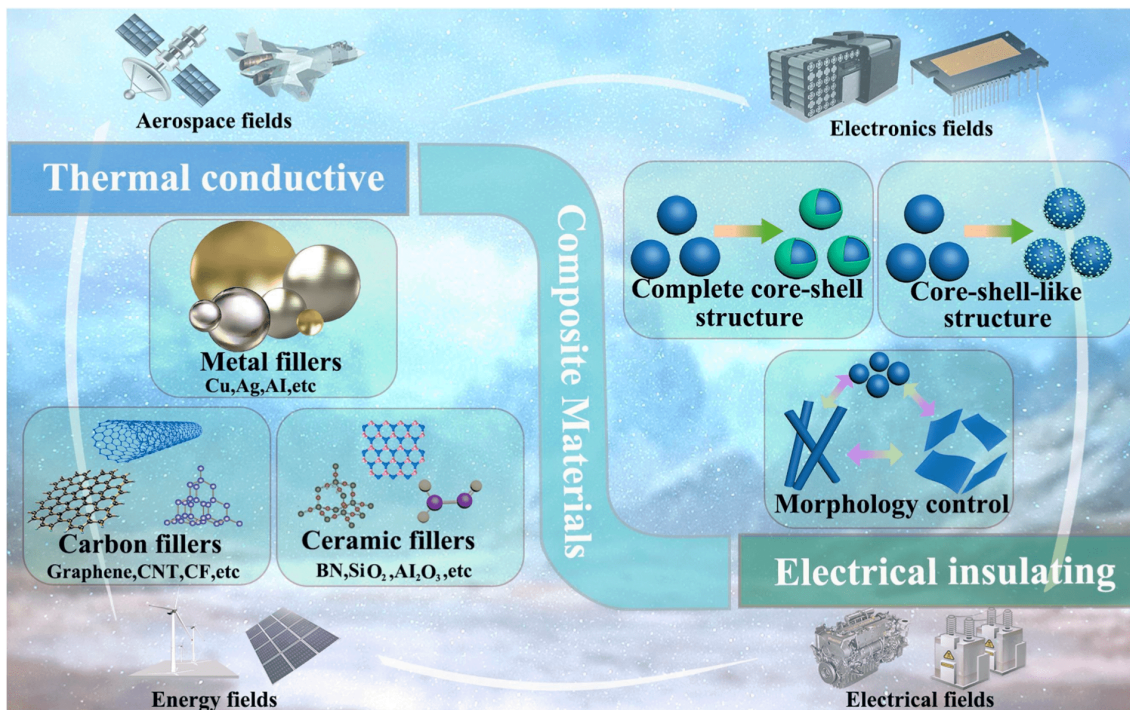 Aerospace fields
Electronics fields
Thermal conductive
Composite Materials
Metal fillers
Cu,Ag,AI,etc
Carbon fillers
Graphene,CNT,CF,etc
Ceramic fillers
BN,SiO₂,AI₂O₃,etc
Complete core-shell
structure
Core-shell-like
structure
Morphology control
Electrical insulating
Energy fields
Electrical fields